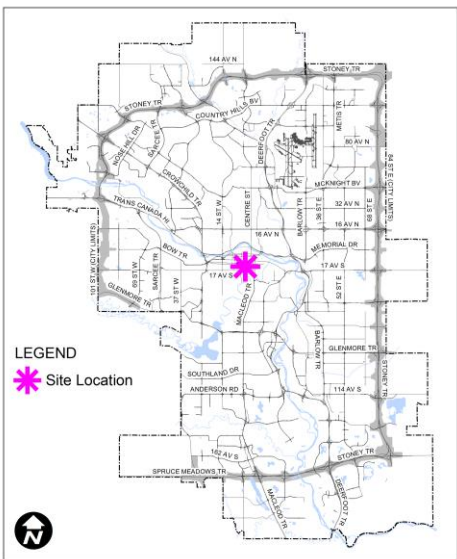 144 AV N
STONEY TR
STONEY TR
COUNTRY HILLS BV
METIS TR
NOSE HILL DR
SARCEE TR
DEERFOOT TR
80 AV N
CROWCHILD TR
84 ST E (CITY LIMITS)
MCKNIGHT BV
TRANS CANADA HI
14 ST W
CENTRE ST
BARLOW TR
36 ST E
32 AV N
68 ST E
16 AV N
16 AV N
101 ST W (CITY LIMITS)
BOW TR
MEMORIAL DR
17 AV S
17 AV S
69 ST W
SARCEE TR
37 ST W
MACLEOD TR
52 ST E
GLENMORE TR
BARLOW TR
GLENMORE TR
LEGEND
Site Location
SOUTHLAND DR
STONEY TR
ANDERSON RD
114 AV S
162 AV S
STONEY TR
SPRUCE MEADOWS TR
MACLEOD TR
DEERFOOT TR
N